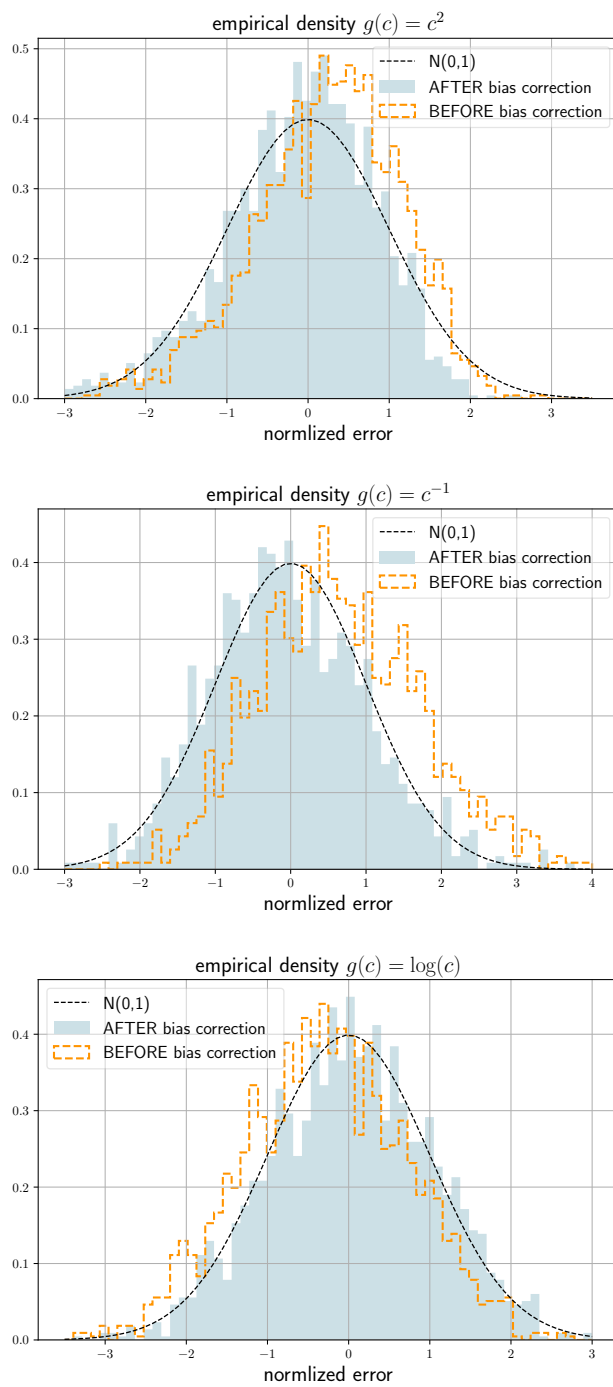 empirical density g(c) = c²
0.5
0.4
0.3
0.2
0.1
0.0
N(0,1)
AFTER bias correction
BEFORE bias correction
−3 −2 −1 0 1 2 3
normlized error
empirical density g(c) = c⁻¹
0.4
0.3
0.2
0.1
0.0
N(0,1)
AFTER bias correction
BEFORE bias correction
−3 −2 −1 0 1 2 3 4
normlized error
empirical density g(c) = log(c)
0.4
0.3
0.2
0.1
0.0
N(0,1)
AFTER bias correction
BEFORE bias correction
−3 −2 −1 0 1 2 3
normlized error